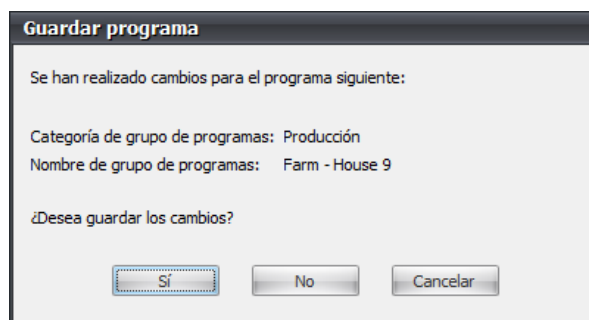 Guardar programa
Se han realizado cambios para el programa siguiente:
Categoría de grupo de programas: Producción
Nombre de grupo de programas: Farm - House 9
¿Desea guardar los cambios?
Sí No Cancelar